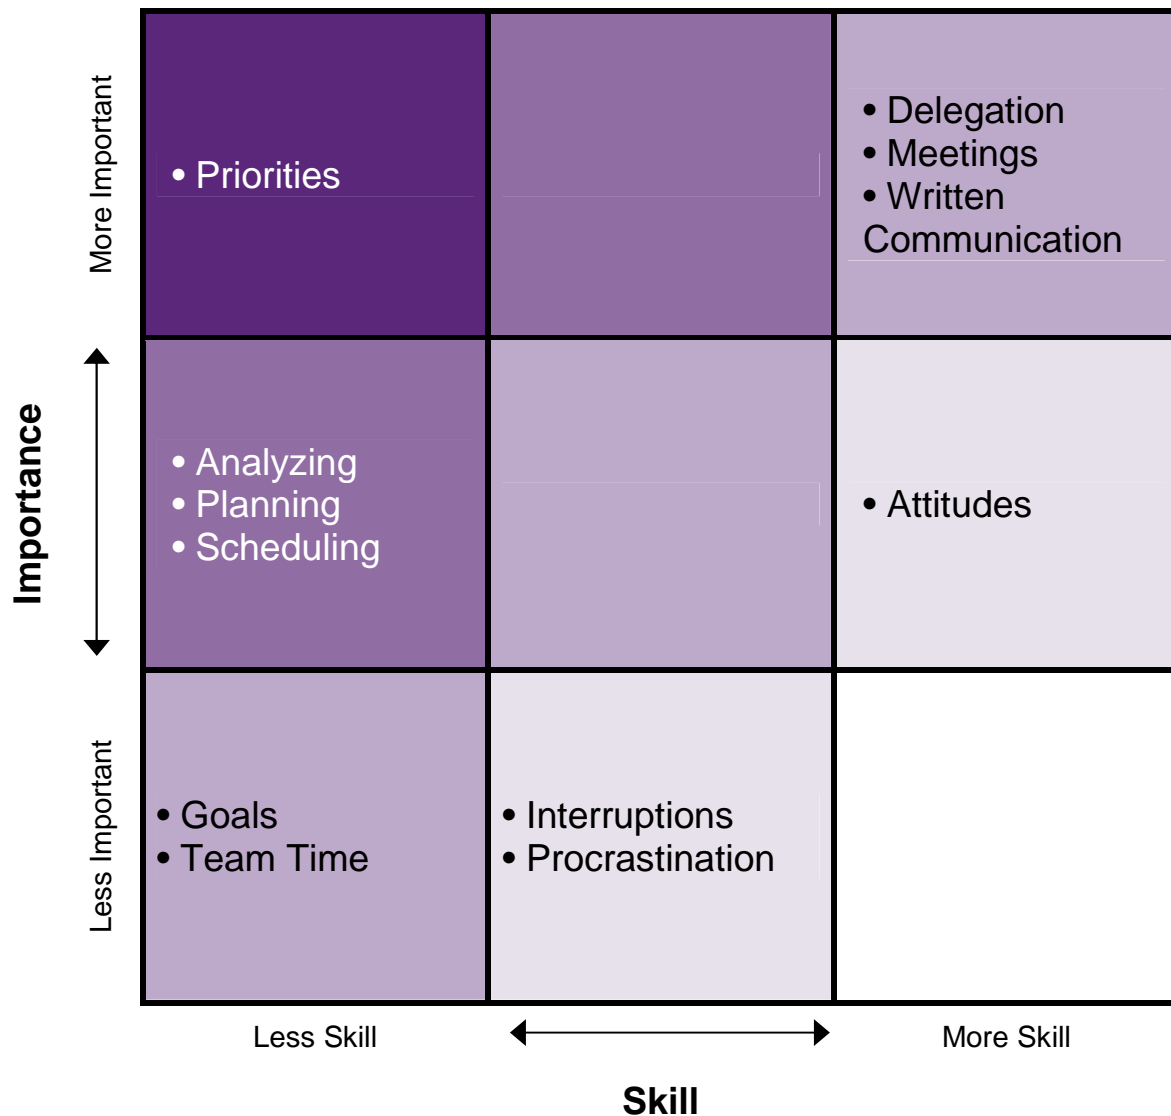 More Important
• Priorities
• Delegation
• Meetings
• Written
Communication
Importance
• Analyzing
• Planning
• Scheduling
• Attitudes
Less Important
• Goals
• Team Time
• Interruptions
• Procrastination
Less Skill
More Skill
Skill